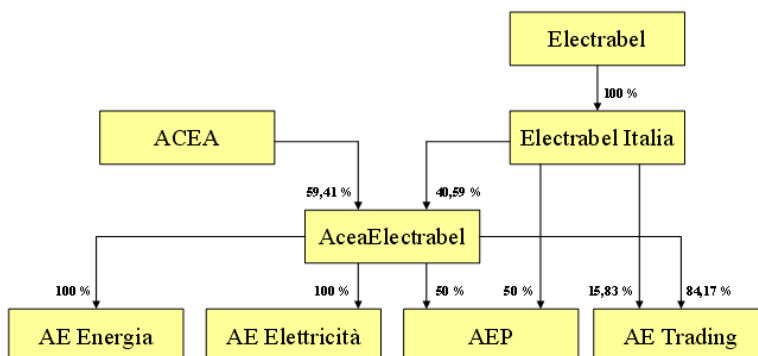 Electrabel
100 %
ACEA
Electrabel Italia
59,41 %
40,59 %
AceaElectrabel
100 %
100 %
50 %
50 %
15,83 %
84,17 %
AE Energia
AE Elettricità
AEP
AE Trading